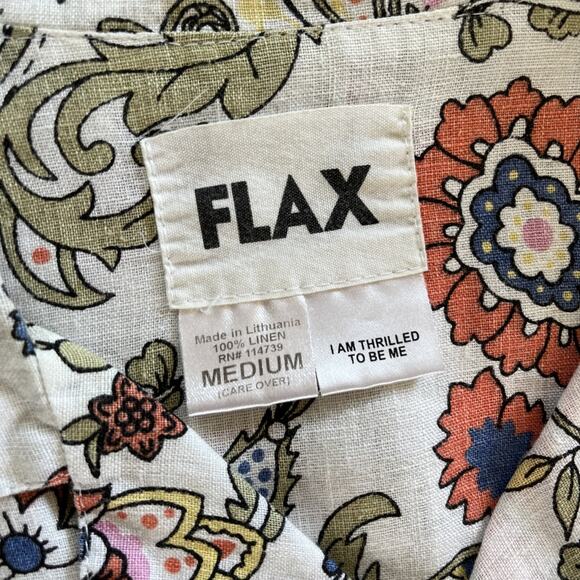 FLAX
Made in Lithuania
100% LINEN
RN# 114739
MEDIUM
(CARE OVER)
I AM THRILLED
TO BE ME